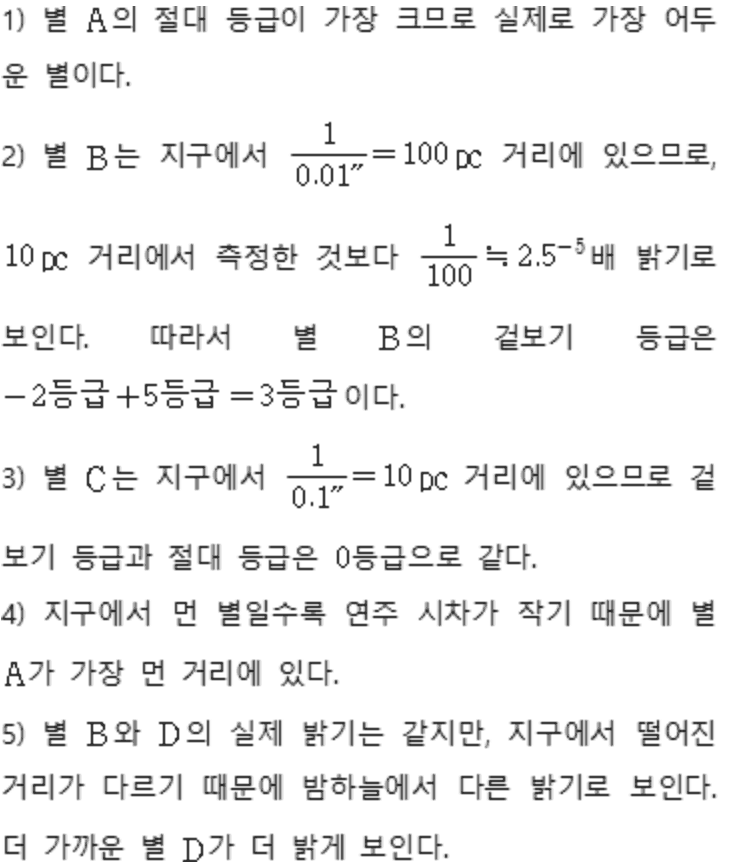 1) 별 A의 절대 등급이 가장 크므로 실제로 가장 어두
운 별이다.
2) 별 B는 지구에서 1/0.01″ = 100 pc 거리에 있으므로,
10 pc 거리에서 측정한 것보다 1/100 ≒ 2.5⁻⁵배 밝기로
보인다. 따라서 별 B의 겉보기 등급은
−2등급+5등급 = 3등급이다.
3) 별 C는 지구에서 1/0.1″ = 10 pc 거리에 있으므로 겉
보기 등급과 절대 등급은 0등급으로 같다.
4) 지구에서 먼 별일수록 연주 시차가 작기 때문에 별
A가 가장 먼 거리에 있다.
5) 별 B와 D의 실제 밝기는 같지만, 지구에서 떨어진
거리가 다르기 때문에 밤하늘에서 다른 밝기로 보인다.
더 가까운 별 D가 더 밝게 보인다.